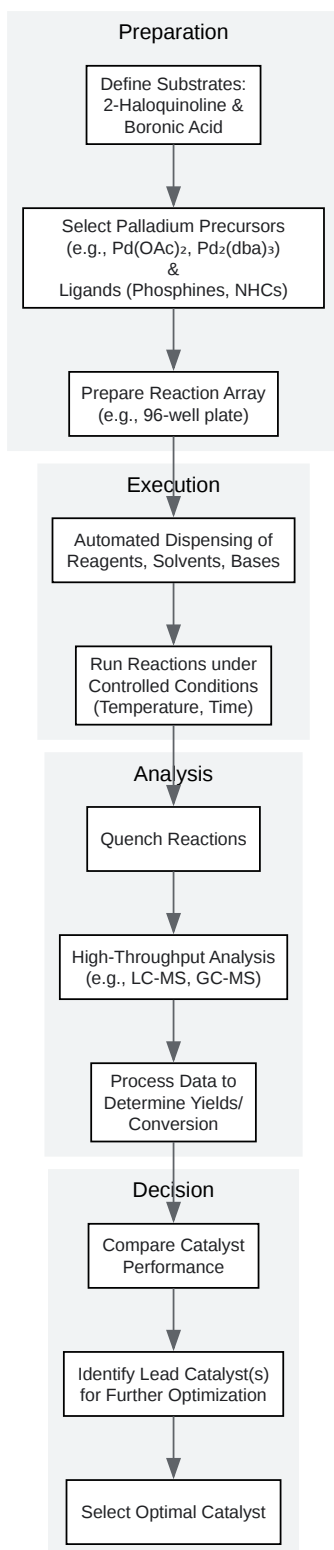 Preparation
Define Substrates:
2-Haloquinoline &
Boronic Acid
Select Palladium Precursors
(e.g., Pd(OAc)₂, Pd₂(dba)₃)
&
Ligands (Phosphines, NHCs)
Prepare Reaction Array
(e.g., 96-well plate)
Execution
Automated Dispensing of
Reagents, Solvents, Bases
Run Reactions under
Controlled Conditions
(Temperature, Time)
Analysis
Quench Reactions
High-Throughput Analysis
(e.g., LC-MS, GC-MS)
Process Data to
Determine Yields/
Conversion
Decision
Compare Catalyst
Performance
Identify Lead Catalyst(s)
for Further Optimization
Select Optimal Catalyst